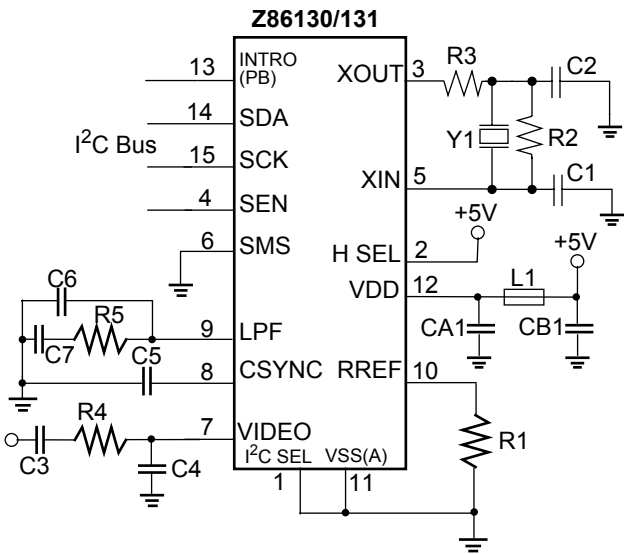 Z86130/131
13
INTRO
(PB)
XOUT
3
R3
C2
14
SDA
I²C Bus
Y1
R2
15
SCK
C1
XIN
5
4
SEN
+5V
6
SMS
H SEL
2
+5V
C6
VDD
12
L1
R5
CA1
CB1
9
LPF
C7
C5
8
CSYNC
RREF
10
R4
7
VIDEO
R1
C3
C4
I²C SEL
VSS(A)
1
11